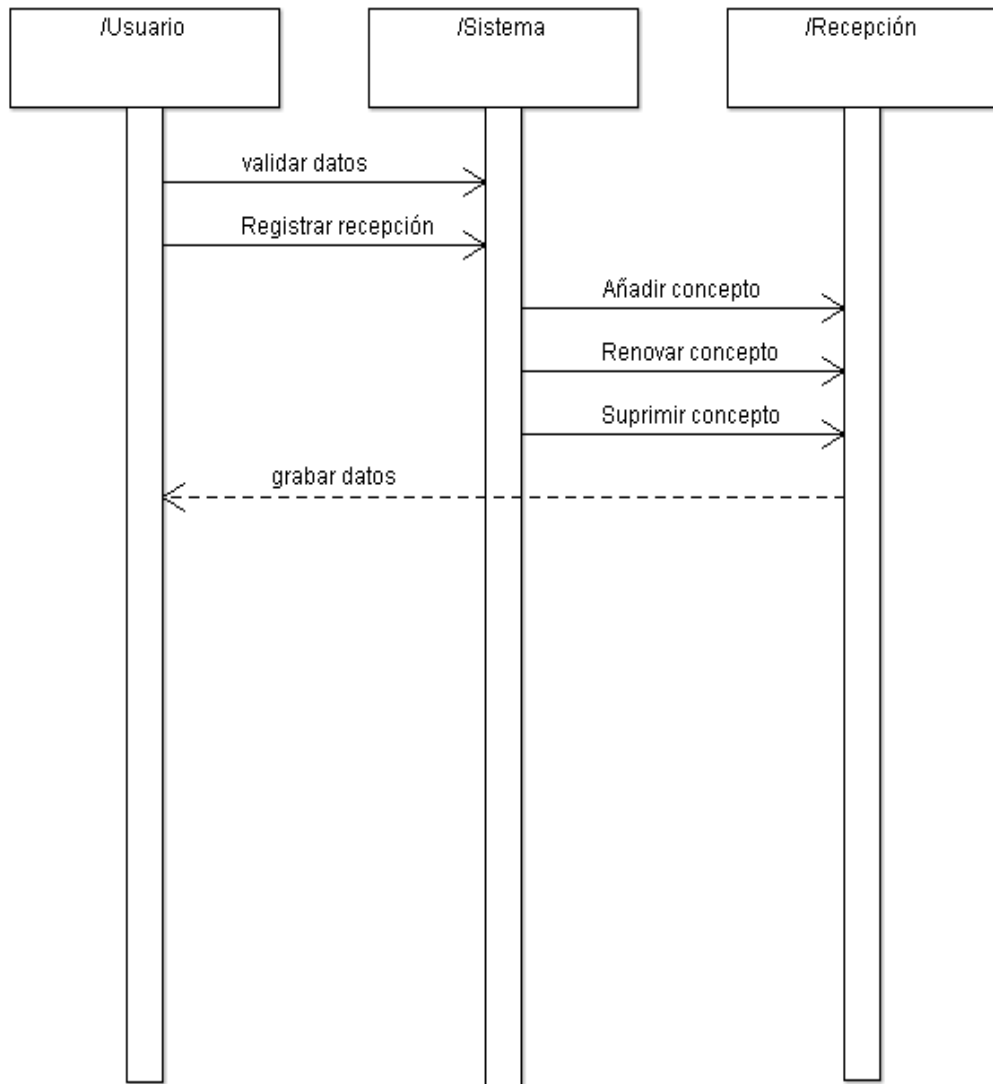 /Usuario
/Sistema
/Recepción
validar datos
Registrar recepción
Añadir concepto
Renovar concepto
Suprimir concepto
grabar datos